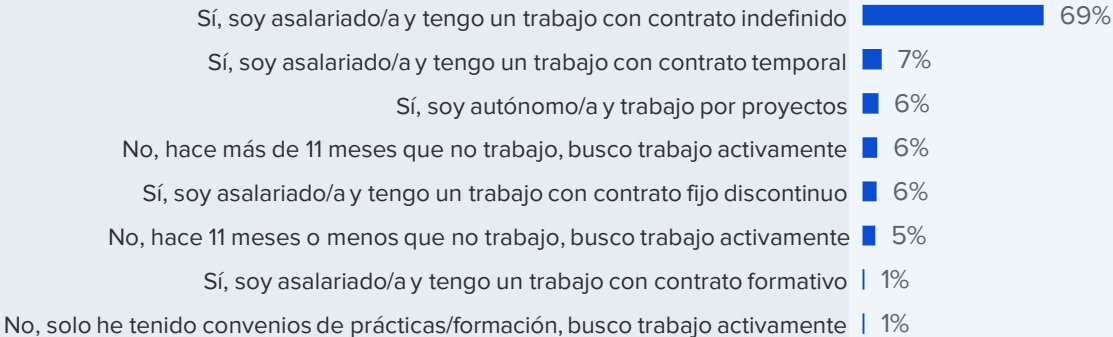 Sí, soy asalariado/a y tengo un trabajo con contrato indefinido 69%
Sí, soy asalariado/a y tengo un trabajo con contrato temporal 7%
Sí, soy autónomo/a y trabajo por proyectos 6%
No, hace más de 11 meses que no trabajo, busco trabajo activamente 6%
Sí, soy asalariado/a y tengo un trabajo con contrato fijo discontinuo 6%
No, hace 11 meses o menos que no trabajo, busco trabajo activamente 5%
Sí, soy asalariado/a y tengo un trabajo con contrato formativo 1%
No, solo he tenido convenios de prácticas/formación, busco trabajo activamente 1%